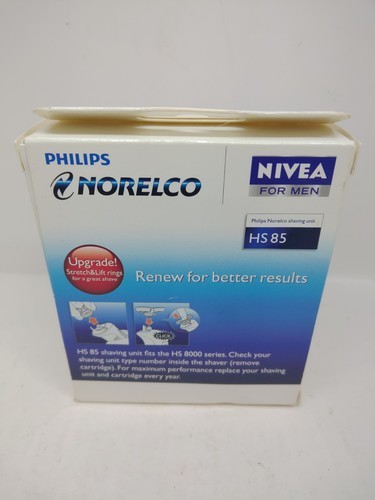 PHILIPS
NORELCO
NIVEA
FOR MEN
Philips Norelco shaving unit
HS 85
Upgrade!
Stretch&Lift rings
for a great shave
Renew for better results
CLICK
HS 85 shaving unit fits the HS 8000 series. Check your
shaving unit type number inside the shaver (remove
cartridge). For maximum performance replace your shaving
unit and cartridge every year.